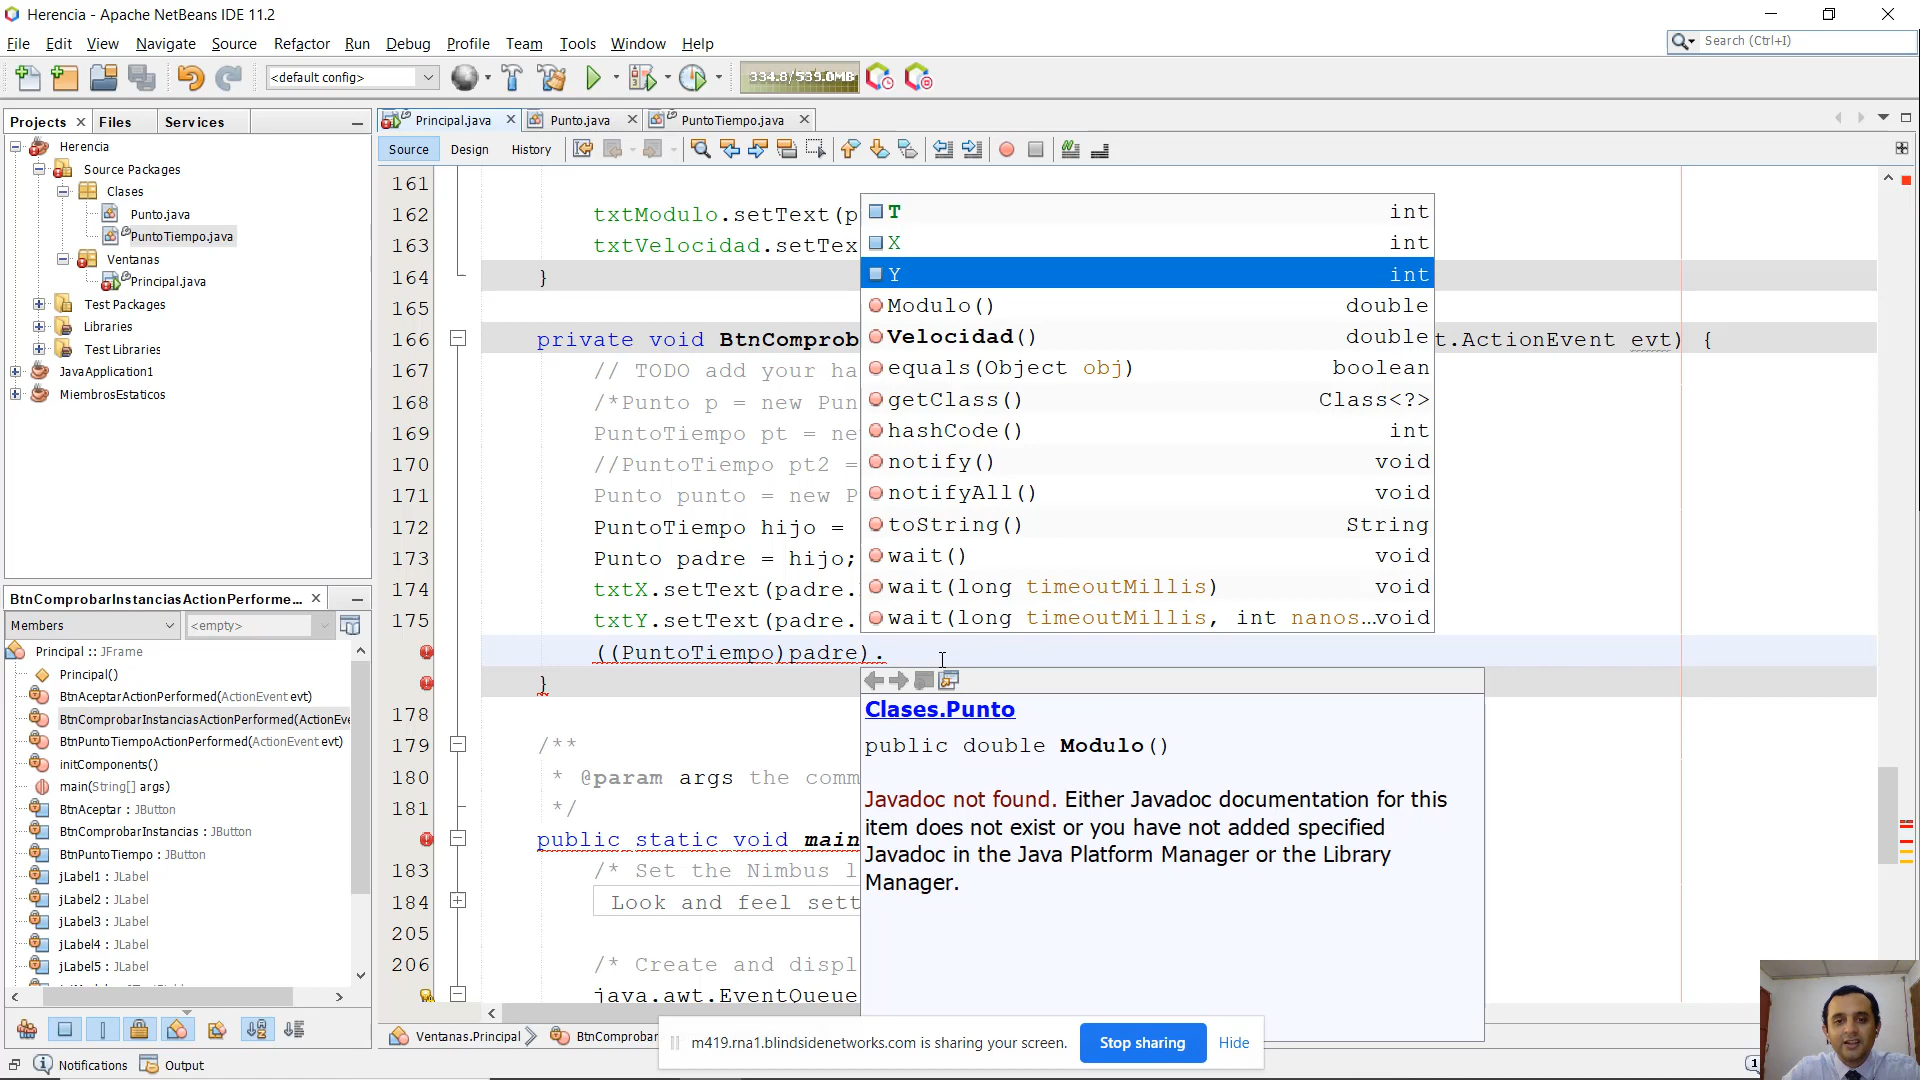 Herencia - Apache NetBeans IDE 11.2
File Edit View Navigate Source Refactor Run Debug Profile Team Tools Window Help
Search (Ctrl+I)
<default config>
334.8/539.0MB
Projects Files Services
Principal.java Punto.java PuntoTiempo.java
Source Design History
Herencia
Source Packages
Clases
Punto.java
PuntoTiempo.java
Ventanas
Principal.java
Test Packages
Libraries
Test Libraries
JavaApplication1
MiembrosEstaticos
161
162 txtModulo.setText(p
163 txtVelocidad.setTex
164 }
165
166 private void BtnComprob t.ActionEvent evt) {
167 // TODO add your ha
168 /*Punto p = new Pun
169 PuntoTiempo pt = ne
170 //PuntoTiempo pt2 =
171 Punto punto = new P
172 PuntoTiempo hijo =
173 Punto padre = hijo;
174 txtX.setText(padre.
175 txtY.setText(padre.
((PuntoTiempo)padre).
}
178
179 /**
180 * @param args the comm
181 */
public static void main
183 /* Set the Nimbus l
184 Look and feel sett
205
206 /* Create and displ
java.awt.EventQueue
T int
X int
Y int
Modulo() double
Velocidad() double
equals(Object obj) boolean
getClass() Class<?>
hashCode() int
notify() void
notifyAll() void
toString() String
wait() void
wait(long timeoutMillis) void
wait(long timeoutMillis, int nanos…void
Clases.Punto
public double Modulo()
Javadoc not found. Either Javadoc documentation for this
item does not exist or you have not added specified
Javadoc in the Java Platform Manager or the Library
Manager.
BtnComprobarInstanciasActionPerforme...
Members <empty>
Principal :: JFrame
Principal()
BtnAceptarActionPerformed(ActionEvent evt)
BtnComprobarInstanciasActionPerformed(ActionEve
BtnPuntoTiempoActionPerformed(ActionEvent evt)
initComponents()
main(String[] args)
BtnAceptar : JButton
BtnComprobarInstancias : JButton
BtnPuntoTiempo : JButton
jLabel1 : JLabel
jLabel2 : JLabel
jLabel3 : JLabel
jLabel4 : JLabel
jLabel5 : JLabel
Ventanas.Principal BtnComproba
m419.rna1.blindsidenetworks.com is sharing your screen. Stop sharing Hide
Notifications Output
1